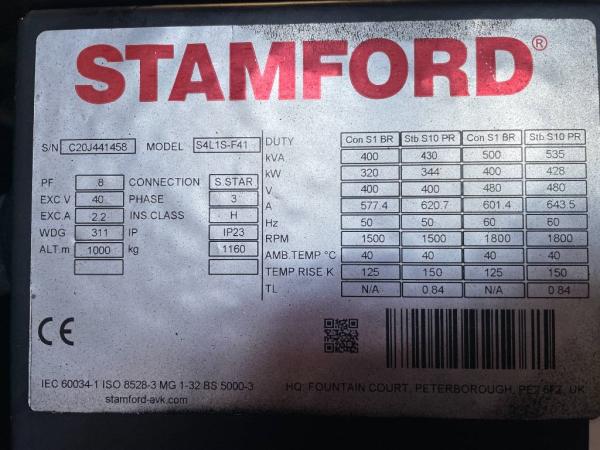 STAMFORD®
S/N C20J441458 MODEL S4L1S-F41
PF 8 CONNECTION S.STAR
EXC V 40 PHASE 3
EXC.A 2.2 INS.CLASS H
WDG 311 IP IP23
ALT.m 1000 kg 1160
DUTY Con S1 BR Stb S10 PR Con S1 BR Stb S10 PR
kVA 400 430 500 535
kW 320 344 400 428
V 400 400 480 480
A 577.4 620.7 601.4 643.5
Hz 50 50 60 60
RPM 1500 1500 1800 1800
AMB.TEMP °C 40 40 40 40
TEMP RISE K 125 150 125 150
TL N/A 0.84 N/A 0.84
CE
IEC 60034-1 ISO 8528-3 MG 1-32 BS 5000-3
stamford-avk.com
HQ: FOUNTAIN COURT, PETERBOROUGH, UK